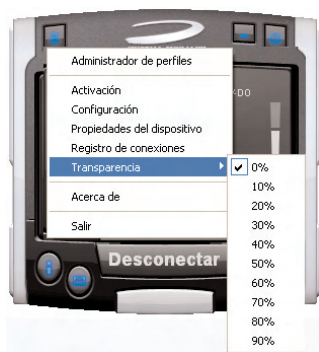 Administrador de perfiles
Activación
Configuración
Propiedades del dispositivo
Registro de conexiones
Transparencia
Acerca de
Salir
0%
10%
20%
30%
40%
50%
60%
70%
80%
90%
Desconectar